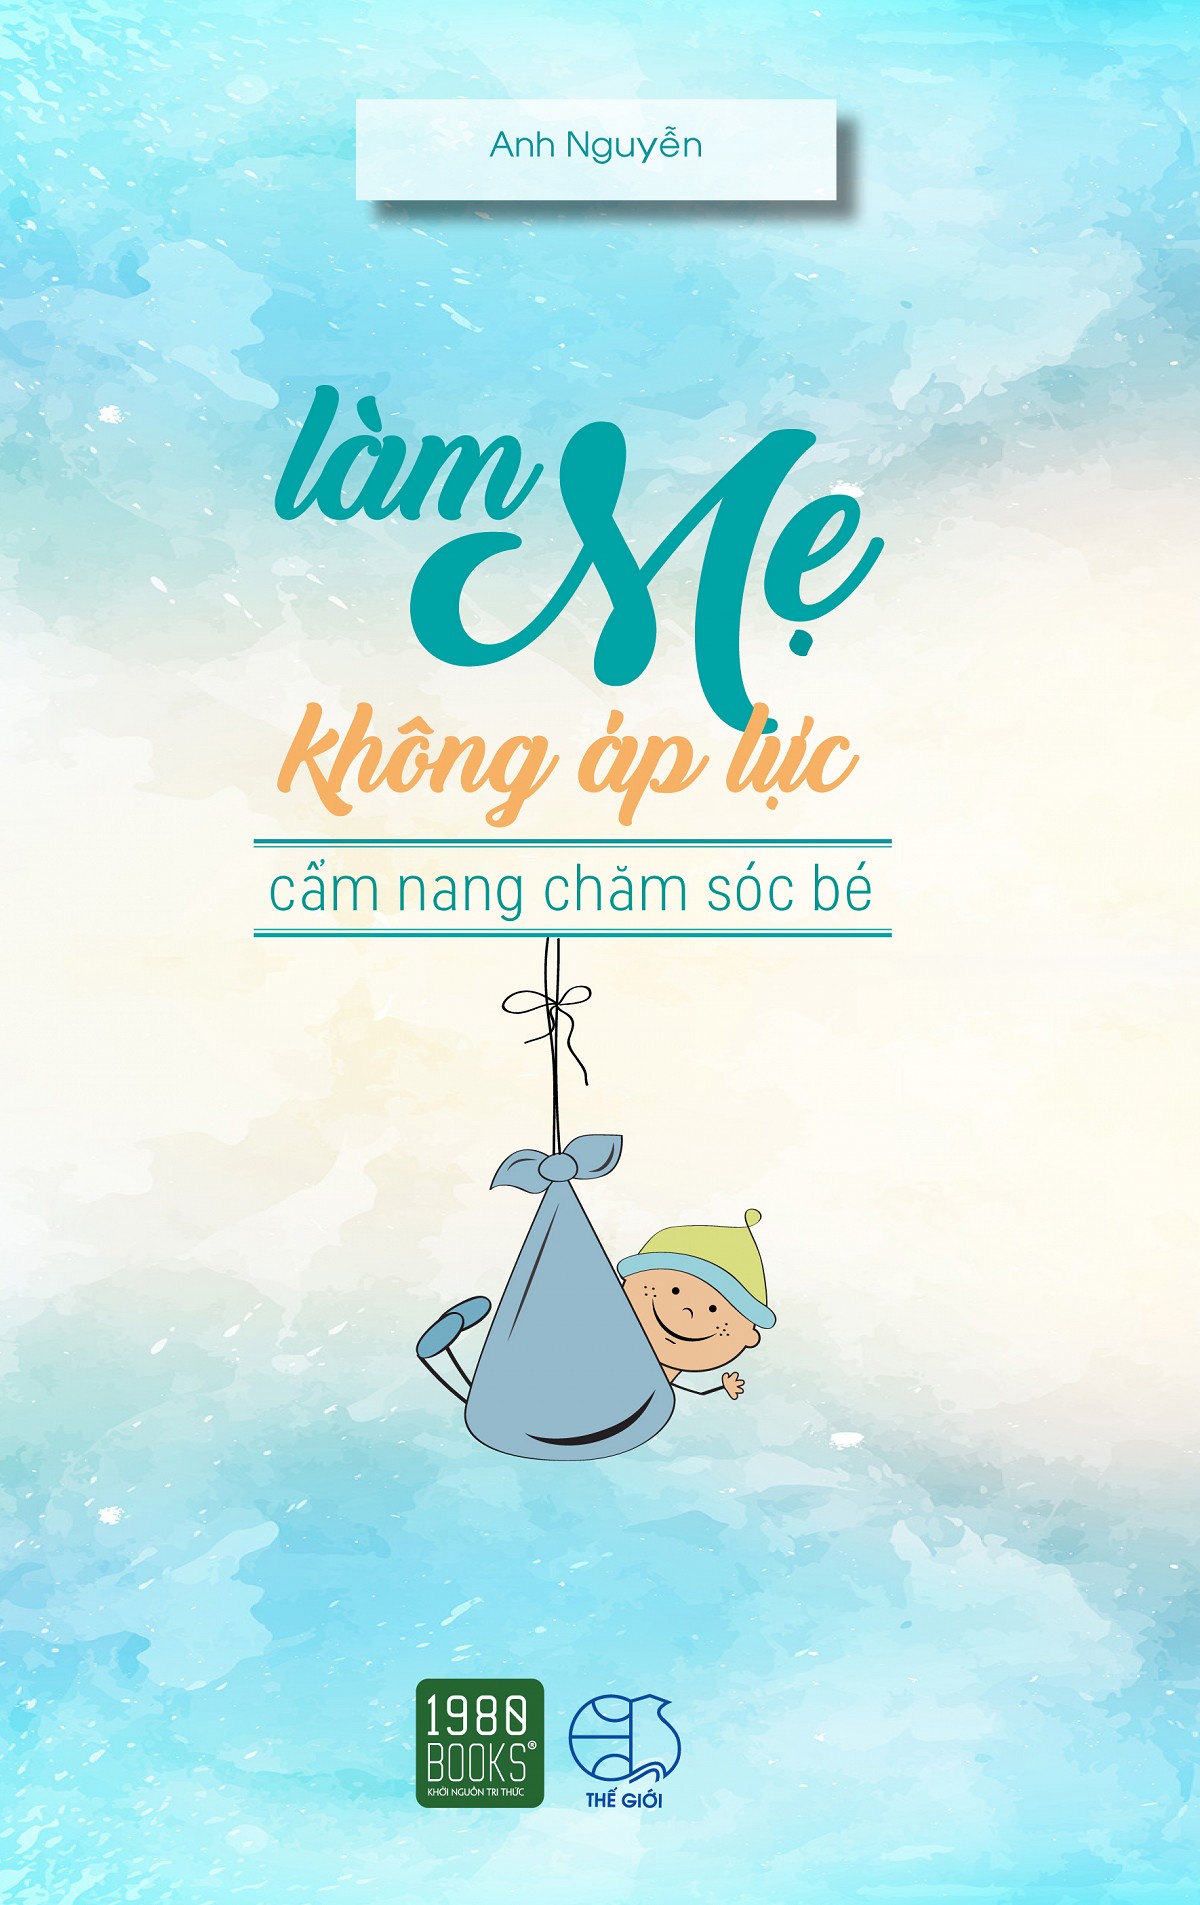 Anh Nguyễn
làm Mẹ
không áp lực
cẩm nang chăm sóc bé
1980
BOOKS®
KHỞI NGUỒN TRI THỨC
THẾ GIỚI